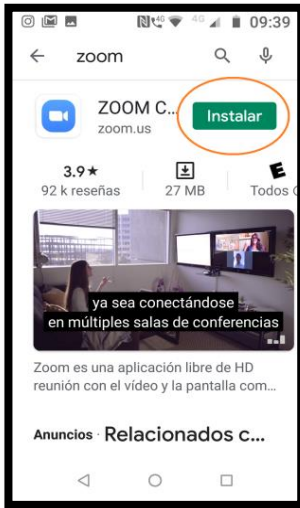 4G 4G 09:39
zoom
ZOOM C...
zoom.us
Instalar
3.9★
92 k reseñas
27 MB
E
Todos
ya sea conectándose
en múltiples salas de conferencias
Zoom es una aplicación libre de HD
reunión con el vídeo y la pantalla com...
Anuncios · Relacionados c...